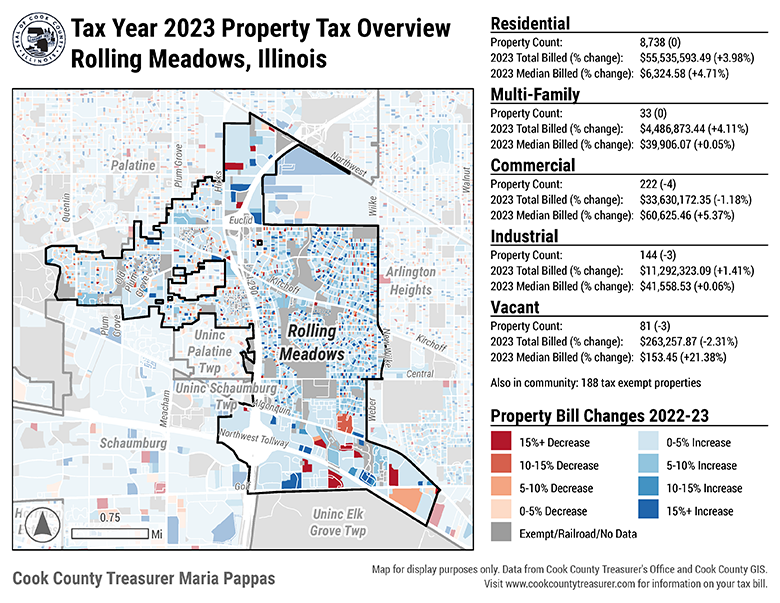 Tax Year 2023 Property Tax Overview
Rolling Meadows, Illinois
Residential
Property Count: 8,738 (0)
2023 Total Billed (% change): $55,535,593.49 (+3.98%)
2023 Median Billed (% change): $6,324.58 (+4.71%)
Multi-Family
Property Count: 33 (0)
2023 Total Billed (% change): $4,486,873.44 (+4.11%)
2023 Median Billed (% change): $39,906.07 (+0.05%)
Commercial
Property Count: 222 (-4)
2023 Total Billed (% change): $33,630,172.35 (-1.18%)
2023 Median Billed (% change): $60,625.46 (+5.37%)
Industrial
Property Count: 144 (-3)
2023 Total Billed (% change): $11,292,323.09 (+1.41%)
2023 Median Billed (% change): $41,558.53 (+0.06%)
Vacant
Property Count: 81 (-3)
2023 Total Billed (% change): $263,257.87 (-2.31%)
2023 Median Billed (% change): $153.45 (+21.38%)
Also in community: 188 tax exempt properties
Property Bill Changes 2022-23
15%+ Decrease
10-15% Decrease
5-10% Decrease
0-5% Decrease
Exempt/Railroad/No Data
0-5% Increase
5-10% Increase
10-15% Increase
15%+ Increase
Palatine
Plum Grove
Hicks
Northwest
Walnut
Quentin
Wilke
Euclid
Arlington
Heights
Plum
Grove
I-290
Kirchoff
Rolling
Meadows
Uninc
Palatine
Twp
Kirchoff
Central
Uninc Schaumburg
Twp
Algonquin
Weber
Meacham
Schaumburg
Northwest Tollway
Golf
Uninc Elk
Grove Twp
0.75
Mi
Cook County Treasurer Maria Pappas
Map for display purposes only. Data from Cook County Treasurer's Office and Cook County GIS.
Visit www.cookcountytreasurer.com for information on your tax bill.